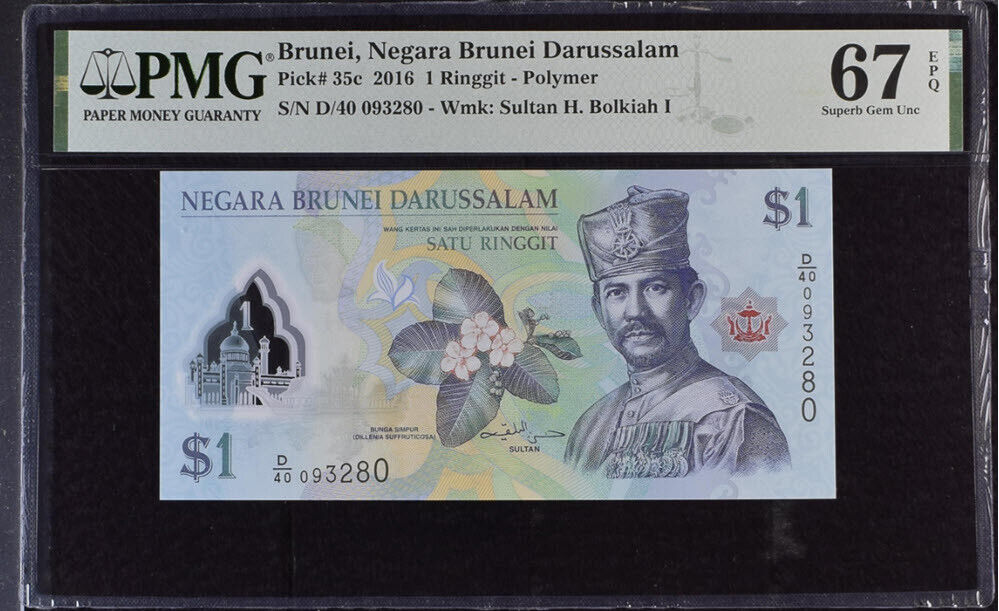 PMG®
PAPER MONEY GUARANTY
Brunei, Negara Brunei Darussalam
Pick# 35c 2016 1 Ringgit - Polymer
S/N D/40 093280 - Wmk: Sultan H. Bolkiah I
67
EPQ
Superb Gem Unc
NEGARA BRUNEI DARUSSALAM
WANG KERTAS INI SAH DIPERLAKUKAN DENGAN NILAI
SATU RINGGIT
$1
D/40 093280
1
BUNGA SIMPUR
(DILLENIA SUFFRUTICOSA)
SULTAN
$1
D/40 093280